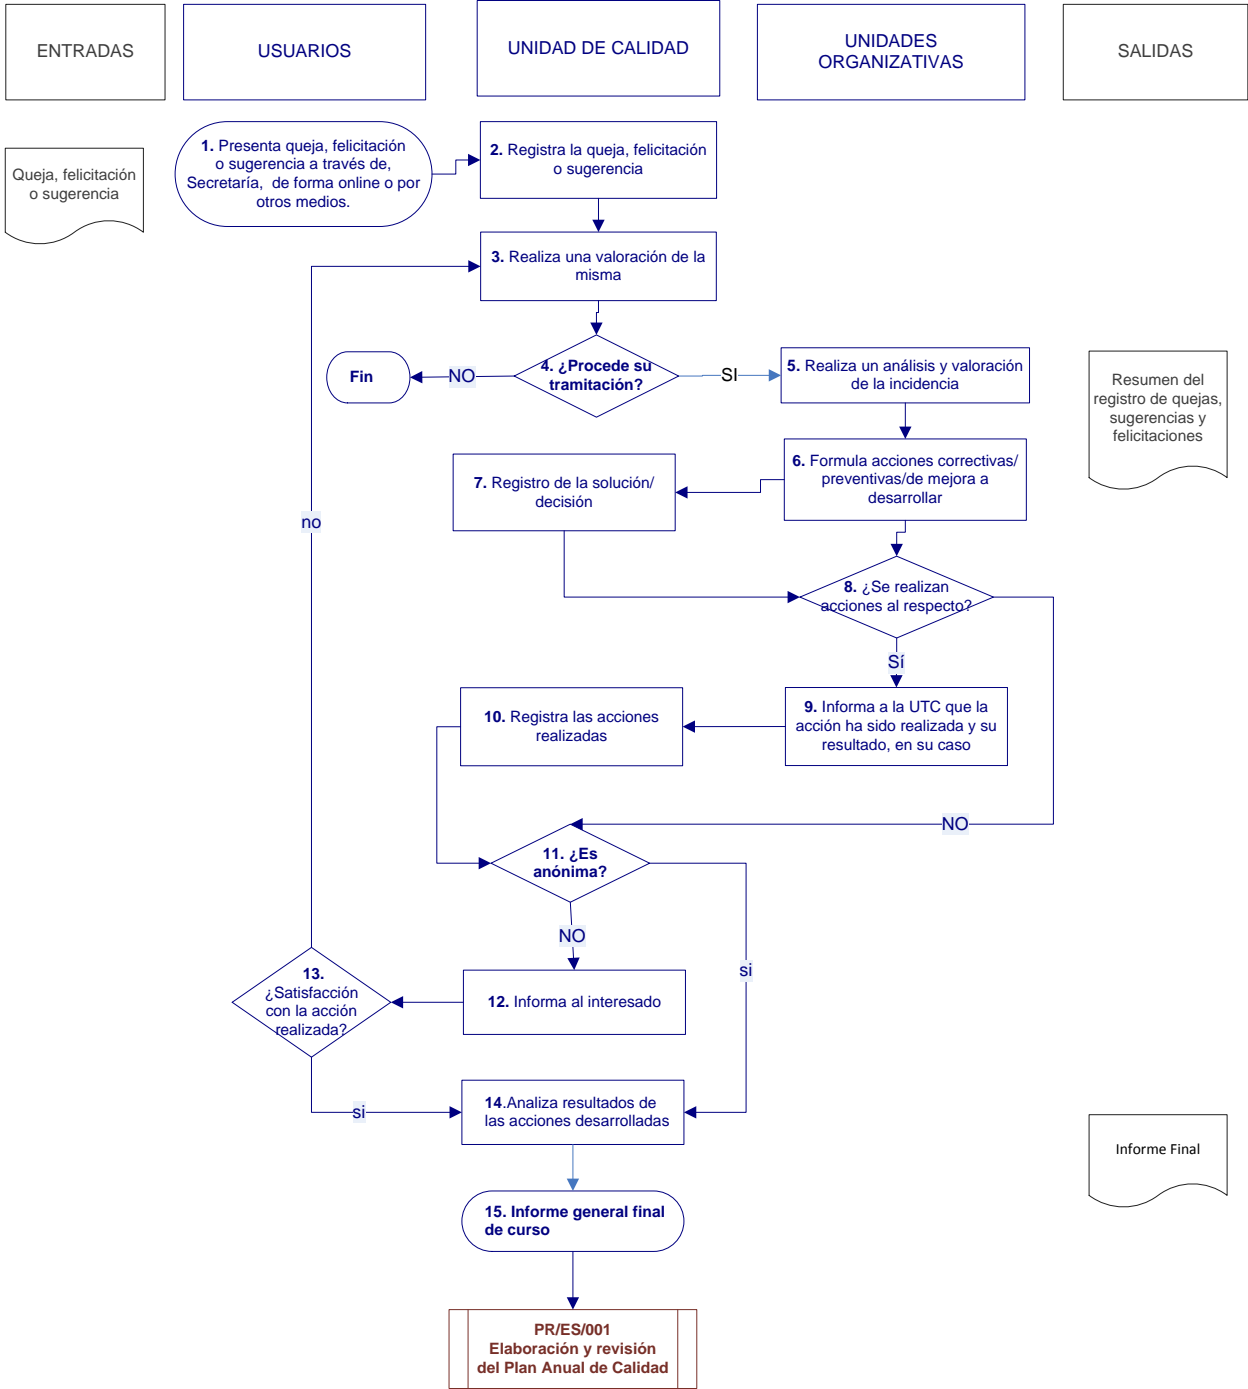 ENTRADAS
USUARIOS
UNIDAD DE CALIDAD
UNIDADES
ORGANIZATIVAS
SALIDAS
Queja, felicitación
o sugerencia
1. Presenta queja, felicitación
o sugerencia a través de,
Secretaría, de forma online o por
otros medios.
2. Registra la queja, felicitación
o sugerencia
3. Realiza una valoración de la
misma
4. ¿Procede su
tramitación?
NO
Fin
SI
5. Realiza un análisis y valoración
de la incidencia
Resumen del
registro de quejas,
sugerencias y
felicitaciones
6. Formula acciones correctivas/
preventivas/de mejora a
desarrollar
7. Registro de la solución/
decisión
no
8. ¿Se realizan
acciones al respecto?
Sí
9. Informa a la UTC que la
acción ha sido realizada y su
resultado, en su caso
10. Registra las acciones
realizadas
NO
11. ¿Es
anónima?
NO
si
12. Informa al interesado
13.
¿Satisfacción
con la acción
realizada?
si
14.Analiza resultados de
las acciones desarrolladas
Informe Final
15. Informe general final
de curso
PR/ES/001
Elaboración y revisión
del Plan Anual de Calidad